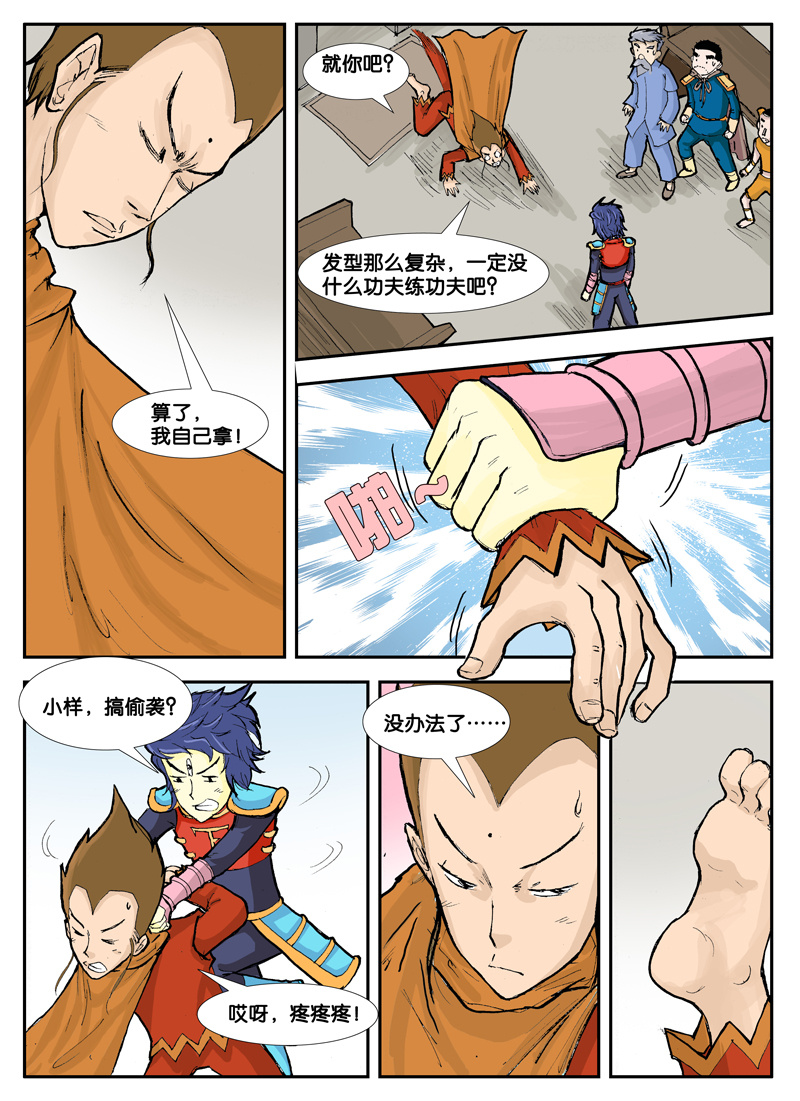 算了，
我自己拿！
就你吧？
发型那么复杂，一定没
什么功夫练功夫吧？
啪~
小样，搞偷袭？
哎呀，疼疼疼！
没办法了……